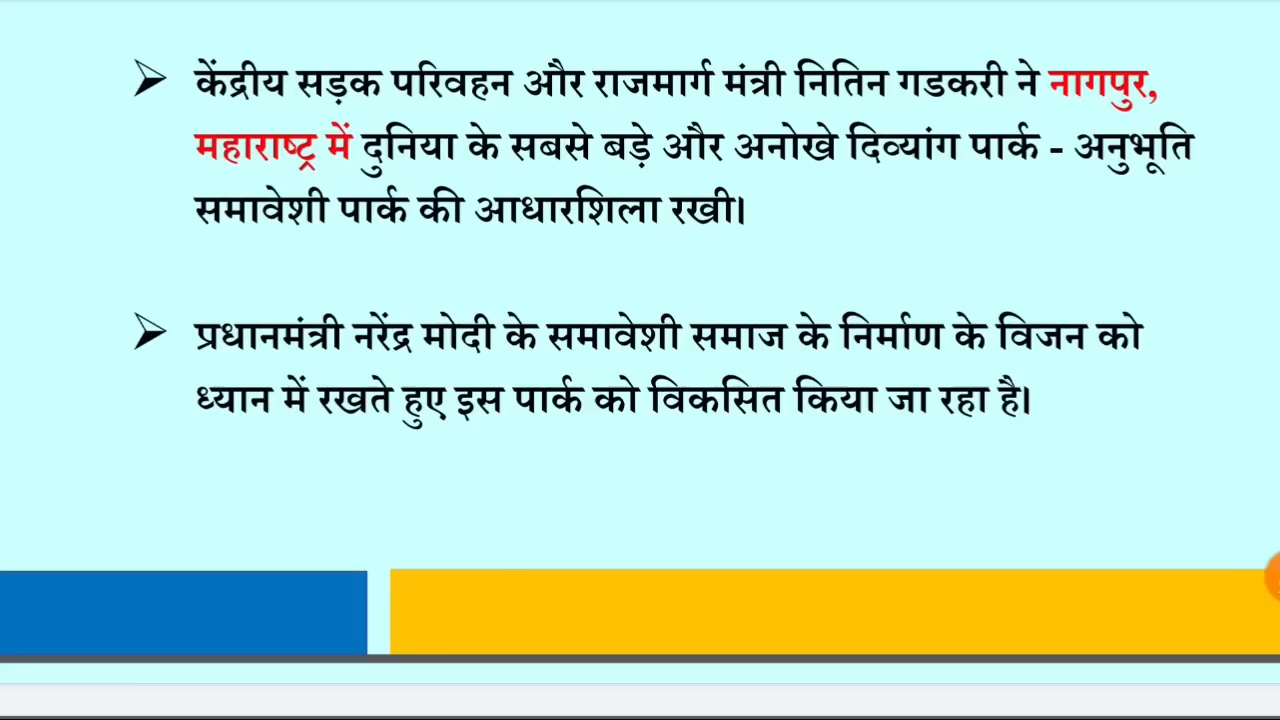 ➢ केंद्रीय सड़क परिवहन और राजमार्ग मंत्री नितिन गडकरी ने नागपुर,
महाराष्ट्र में दुनिया के सबसे बड़े और अनोखे दिव्यांग पार्क - अनुभूति
समावेशी पार्क की आधारशिला रखी।
➢ प्रधानमंत्री नरेंद्र मोदी के समावेशी समाज के निर्माण के विजन को
ध्यान में रखते हुए इस पार्क को विकसित किया जा रहा है।